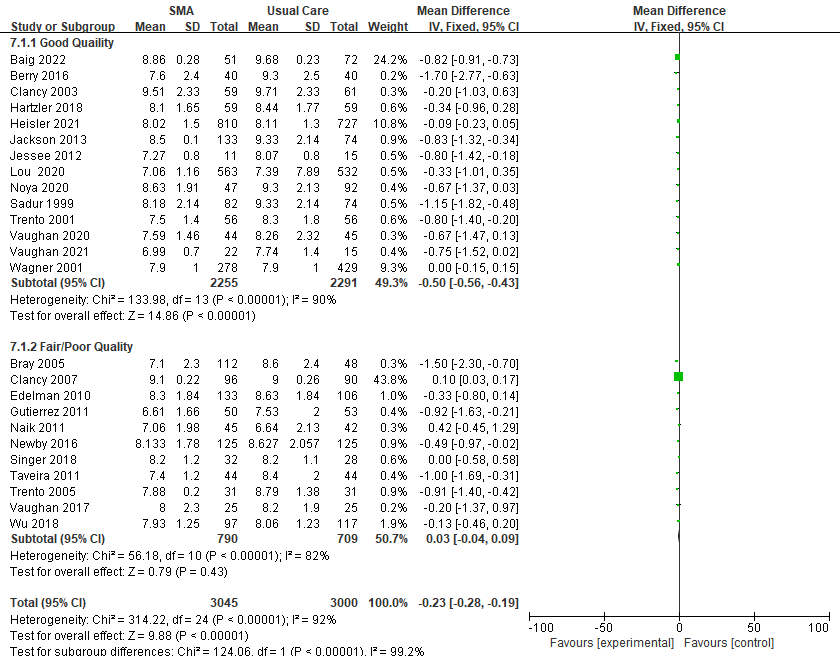 SMA Usual Care Mean Difference Mean Difference
Study or Subgroup Mean SD Total Mean SD Total Weight IV, Fixed, 95% CI IV, Fixed, 95% CI
7.1.1 Good Quaility
Baig 2022 8.86 0.28 51 9.68 0.23 72 24.2% -0.82 [-0.91, -0.73]
Berry 2016 7.6 2.4 40 9.3 2.5 40 0.2% -1.70 [-2.77, -0.63]
Clancy 2003 9.51 2.33 59 9.71 2.33 61 0.3% -0.20 [-1.03, 0.63]
Hartzler 2018 8.1 1.65 59 8.44 1.77 59 0.5% -0.34 [-0.96, 0.28]
Heisler 2021 8.02 1.5 810 8.11 1.3 727 10.8% -0.09 [-0.23, 0.05]
Jackson 2013 8.5 0.1 133 9.33 2.14 74 0.9% -0.83 [-1.32, -0.34]
Jessee 2012 7.27 0.8 11 8.07 0.8 15 0.5% -0.80 [-1.42, -0.18]
Lou 2020 7.06 1.16 563 7.39 7.89 532 0.4% -0.33 [-1.01, 0.35]
Noya 2020 8.63 1.91 47 9.3 2.13 92 0.4% -0.67 [-1.37, 0.03]
Sadur 1999 8.18 2.14 82 9.33 2.14 74 0.4% -1.15 [-1.82, -0.48]
Trento 2001 7.5 1.4 56 8.3 1.8 56 0.5% -0.80 [-1.40, -0.20]
Vaughan 2020 7.59 1.46 44 8.26 2.32 45 0.3% -0.67 [-1.47, 0.13]
Vaughan 2021 6.99 0.7 22 7.74 1.4 15 0.4% -0.75 [-1.52, 0.02]
Wagner 2001 7.9 1 278 7.9 1 429 9.3% 0.00 [-0.15, 0.15]
Subtotal (95% CI) 2255 2291 49.3% -0.50 [-0.56, -0.43]
Heterogeneity: Chi² = 133.98, df = 13 (P < 0.00001); I² = 90%
Test for overall effect: Z = 14.86 (P < 0.00001)
7.1.2 Fair/Poor Quality
Bray 2005 7.1 2.3 112 8.6 2.4 48 0.3% -1.50 [-2.30, -0.70]
Clancy 2007 9.1 0.22 96 9 0.26 90 43.8% 0.10 [0.03, 0.17]
Edelman 2010 8.3 1.84 133 8.63 1.84 106 1.0% -0.33 [-0.80, 0.14]
Gutierrez 2011 6.61 1.66 50 7.53 2 53 0.4% -0.92 [-1.63, -0.21]
Naik 2011 7.06 1.98 45 6.64 2.13 42 0.3% 0.42 [-0.45, 1.29]
Newby 2016 8.133 1.78 125 8.627 2.057 125 0.9% -0.49 [-0.97, -0.02]
Singer 2018 8.2 1.2 32 8.2 1.1 28 0.6% 0.00 [-0.58, 0.58]
Taveira 2011 7.4 1.2 44 8.4 2 44 0.4% -1.00 [-1.69, -0.31]
Trento 2005 7.88 0.2 31 8.79 1.38 31 0.9% -0.91 [-1.40, -0.42]
Vaughan 2017 8 2.3 25 8.2 1.9 25 0.2% -0.20 [-1.37, 0.97]
Wu 2018 7.93 1.25 97 8.06 1.23 117 1.9% -0.13 [-0.46, 0.20]
Subtotal (95% CI) 790 709 50.7% 0.03 [-0.04, 0.09]
Heterogeneity: Chi² = 56.18, df = 10 (P < 0.00001); I² = 82%
Test for overall effect: Z = 0.79 (P = 0.43)
Total (95% CI) 3045 3000 100.0% -0.23 [-0.28, -0.19]
Heterogeneity: Chi² = 314.22, df = 24 (P < 0.00001); I² = 92%
Test for overall effect: Z = 9.88 (P < 0.00001)
Test for subgroup differences: Chi² = 124.06, df = 1 (P < 0.00001), I² = 99.2%
-100 -50 0 50 100
Favours [experimental] Favours [control]